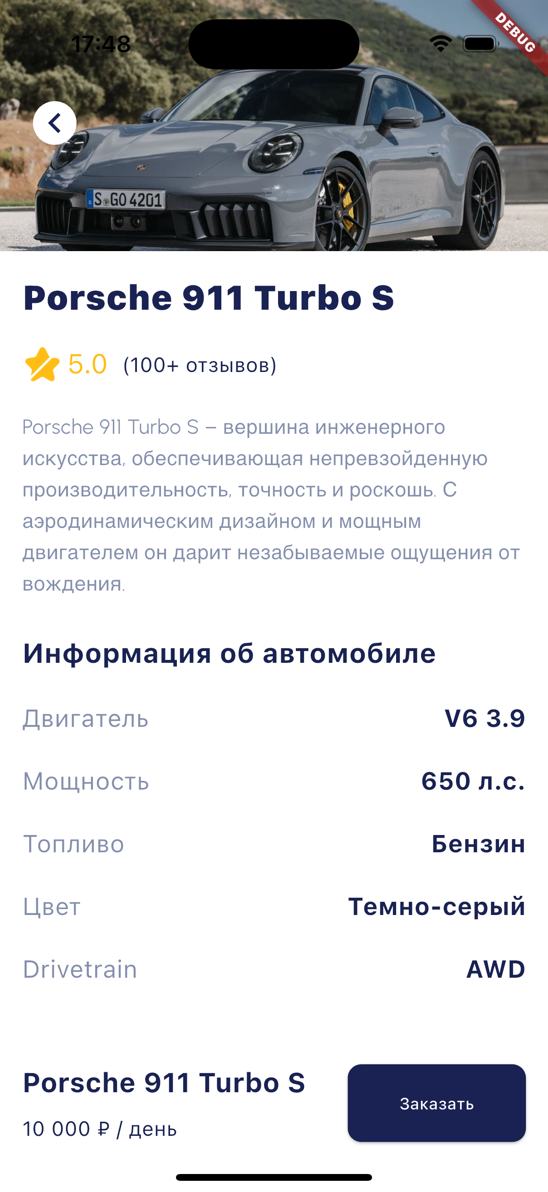 17:48
DEBUG
S GO 4201
Porsche 911 Turbo S
5.0 (100+ отзывов)
Porsche 911 Turbo S – вершина инженерного
искусства, обеспечивающая непревзойденную
производительность, точность и роскошь. С
аэродинамическим дизайном и мощным
двигателем он дарит незабываемые ощущения от
вождения.
Информация об автомобиле
Двигатель V6 3.9
Мощность 650 л.с.
Топливо Бензин
Цвет Темно-серый
Drivetrain AWD
Porsche 911 Turbo S
10 000 ₽ / день
Заказать